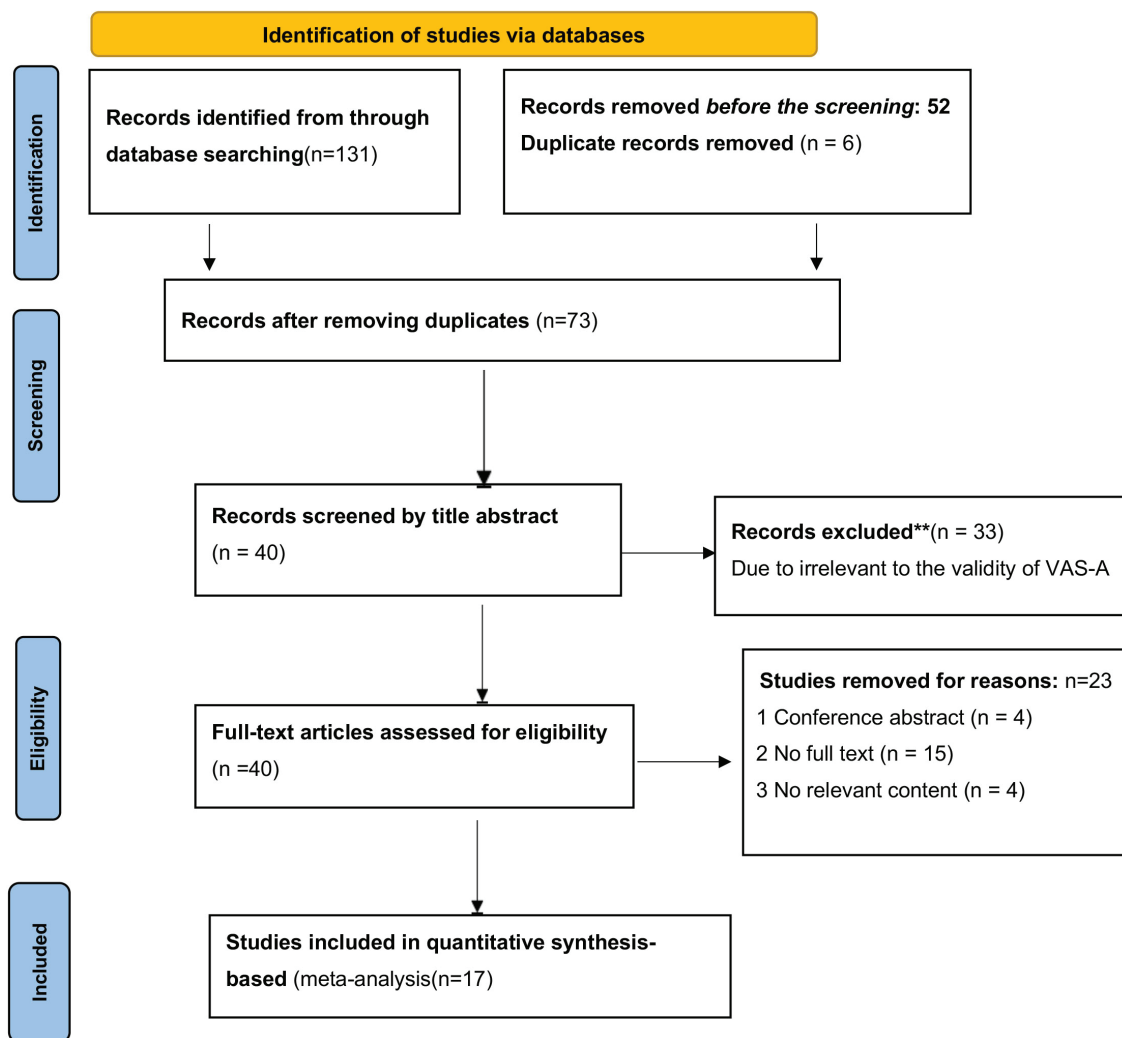 Identification of studies via databases
Identification
Records identified from through
database searching(n=131)
Records removed before the screening: 52
Duplicate records removed (n = 6)
Records after removing duplicates (n=73)
Screening
Records screened by title abstract
(n = 40)
Records excluded**(n = 33)
Due to irrelevant to the validity of VAS-A
Eligibility
Full-text articles assessed for eligibility
(n =40)
Studies removed for reasons: n=23
1 Conference abstract (n = 4)
2 No full text (n = 15)
3 No relevant content (n = 4)
Included
Studies included in quantitative synthesis-
based (meta-analysis(n=17)